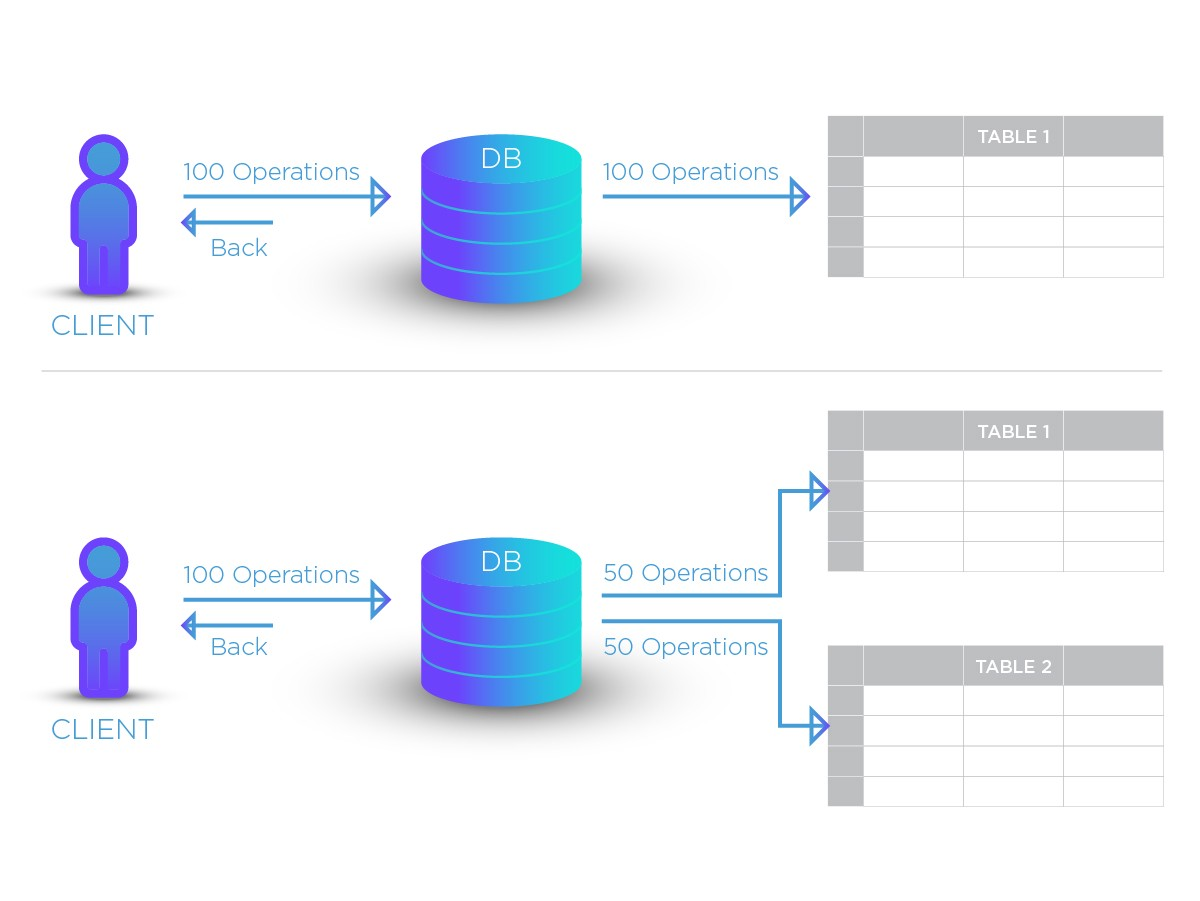 100 Operations
Back
CLIENT
DB
100 Operations
TABLE 1
100 Operations
Back
CLIENT
DB
50 Operations
50 Operations
TABLE 1
TABLE 2